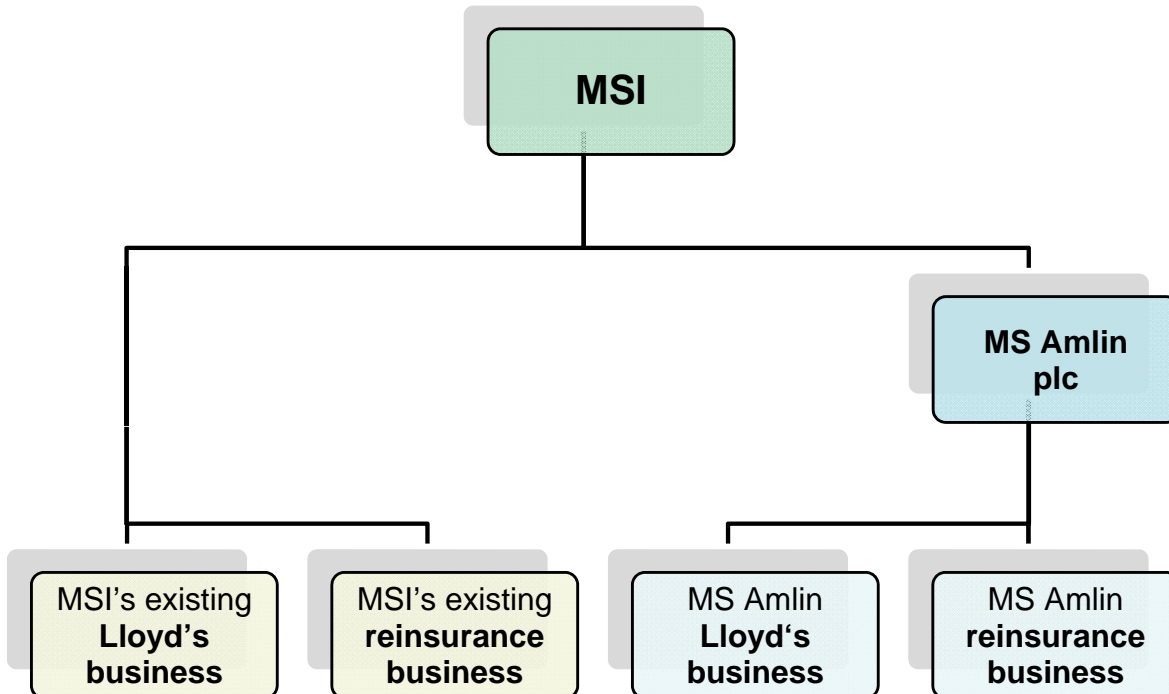 MSI
MS Amlin
plc
MSI's existing
Lloyd's
business
MSI's existing
reinsurance
business
MS Amlin
Lloyd‘s
business
MS Amlin
reinsurance
business